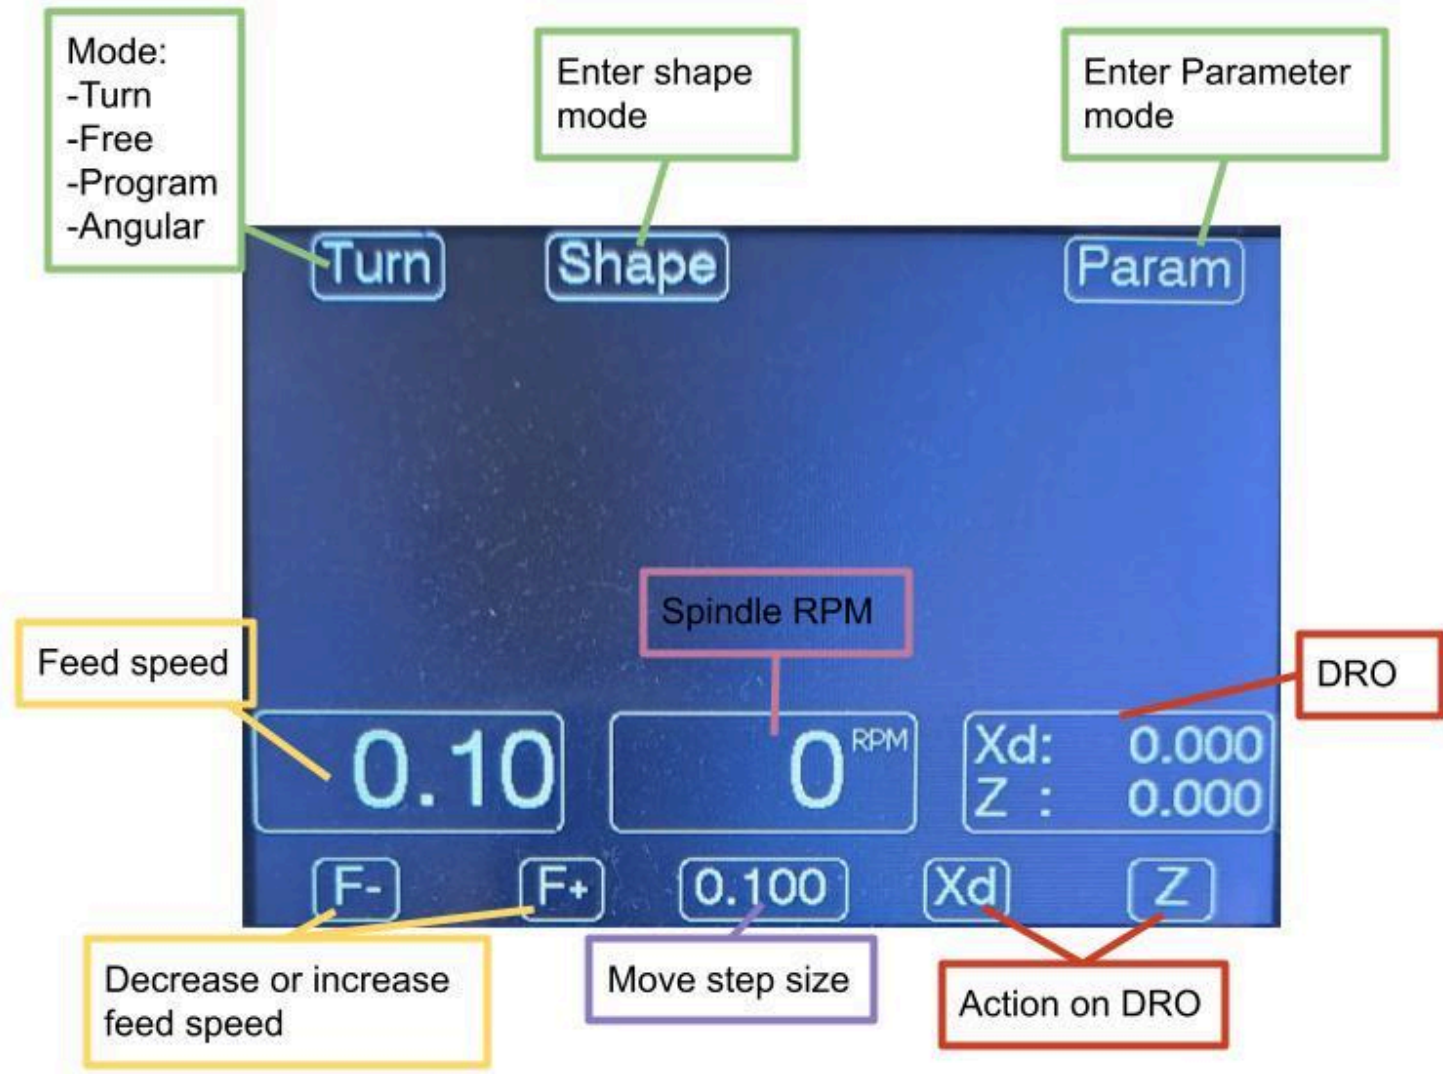 Mode:
-Turn
-Free
-Program
-Angular
Enter shape
mode
Enter Parameter
mode
Turn
Shape
Param
Spindle RPM
Feed speed
DRO
0.10
0 RPM
Xd: 0.000
Z : 0.000
F-
F+
0.100
Xd
Z
Decrease or increase
feed speed
Move step size
Action on DRO